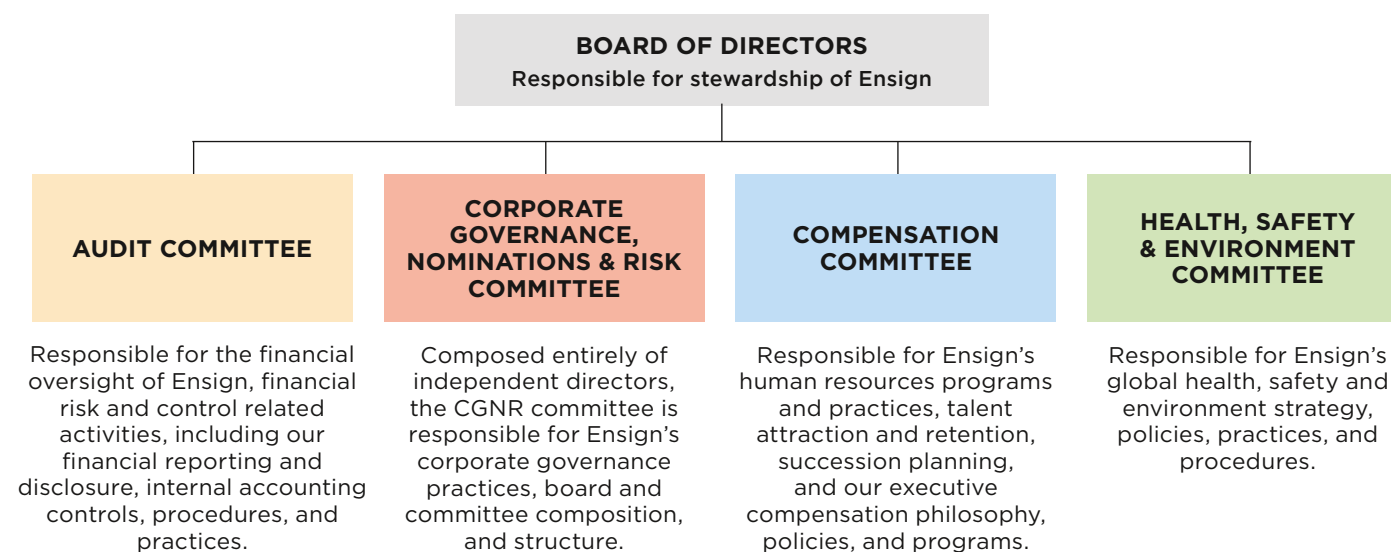 BOARD OF DIRECTORS
Responsible for stewardship of Ensign
AUDIT COMMITTEE
Responsible for the financial
oversight of Ensign, financial
risk and control related
activities, including our
financial reporting and
disclosure, internal accounting
controls, procedures, and
practices.
CORPORATE
GOVERNANCE,
NOMINATIONS & RISK
COMMITTEE
Composed entirely of
independent directors,
the CGNR committee is
responsible for Ensign’s
corporate governance
practices, board and
committee composition,
and structure.
COMPENSATION
COMMITTEE
Responsible for Ensign’s
human resources programs
and practices, talent
attraction and retention,
succession planning,
and our executive
compensation philosophy,
policies, and programs.
HEALTH, SAFETY
& ENVIRONMENT
COMMITTEE
Responsible for Ensign’s
global health, safety and
environment strategy,
policies, practices, and
procedures.